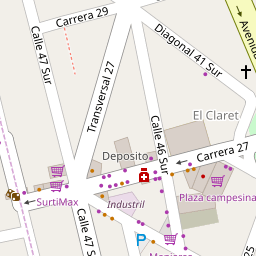 Carrera 29
Calle 47 Sur
Transversal 27
Diagonal 41 Sur
Avenida
El Claret
Calle 46 Sur
Deposito
Carrera 27
SurtiMax
Industril
Plaza campesina
Calle 47
P